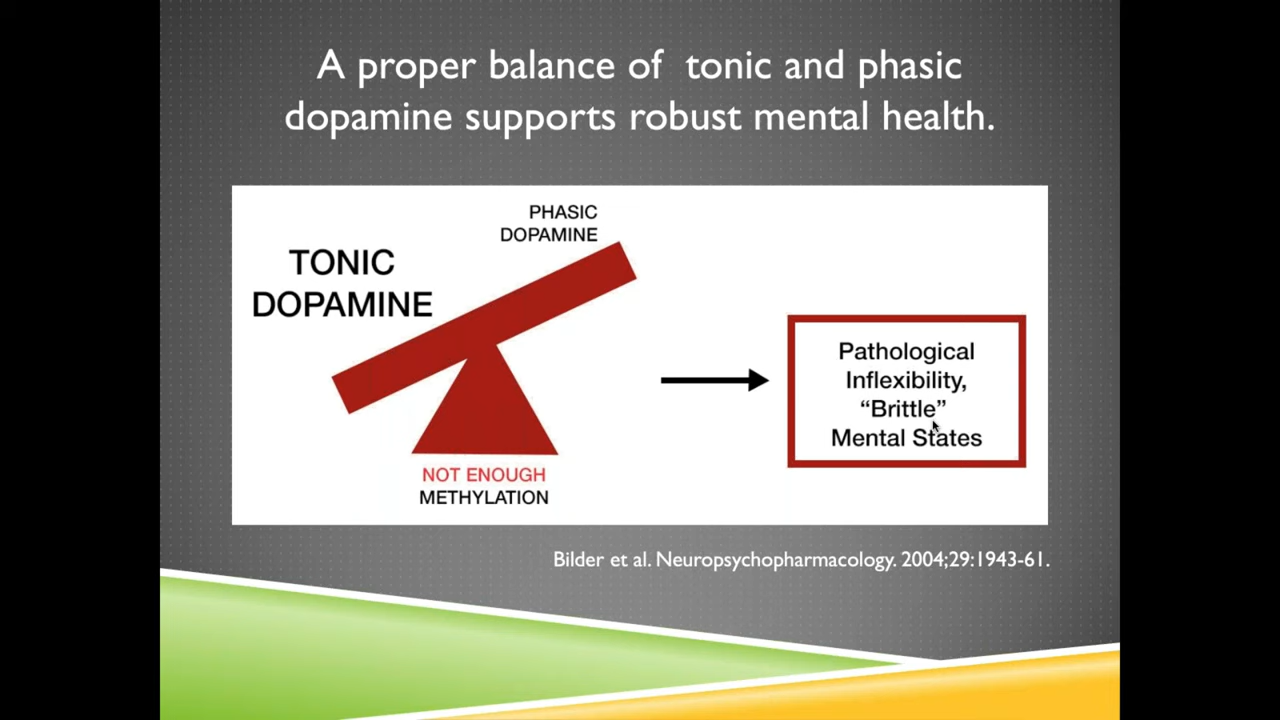 A proper balance of tonic and phasic
dopamine supports robust mental health.
PHASIC
DOPAMINE
TONIC
DOPAMINE
NOT ENOUGH
METHYLATION
Pathological
Inflexibility,
“Brittle”
Mental States
Bilder et al. Neuropsychopharmacology. 2004;29:1943-61.